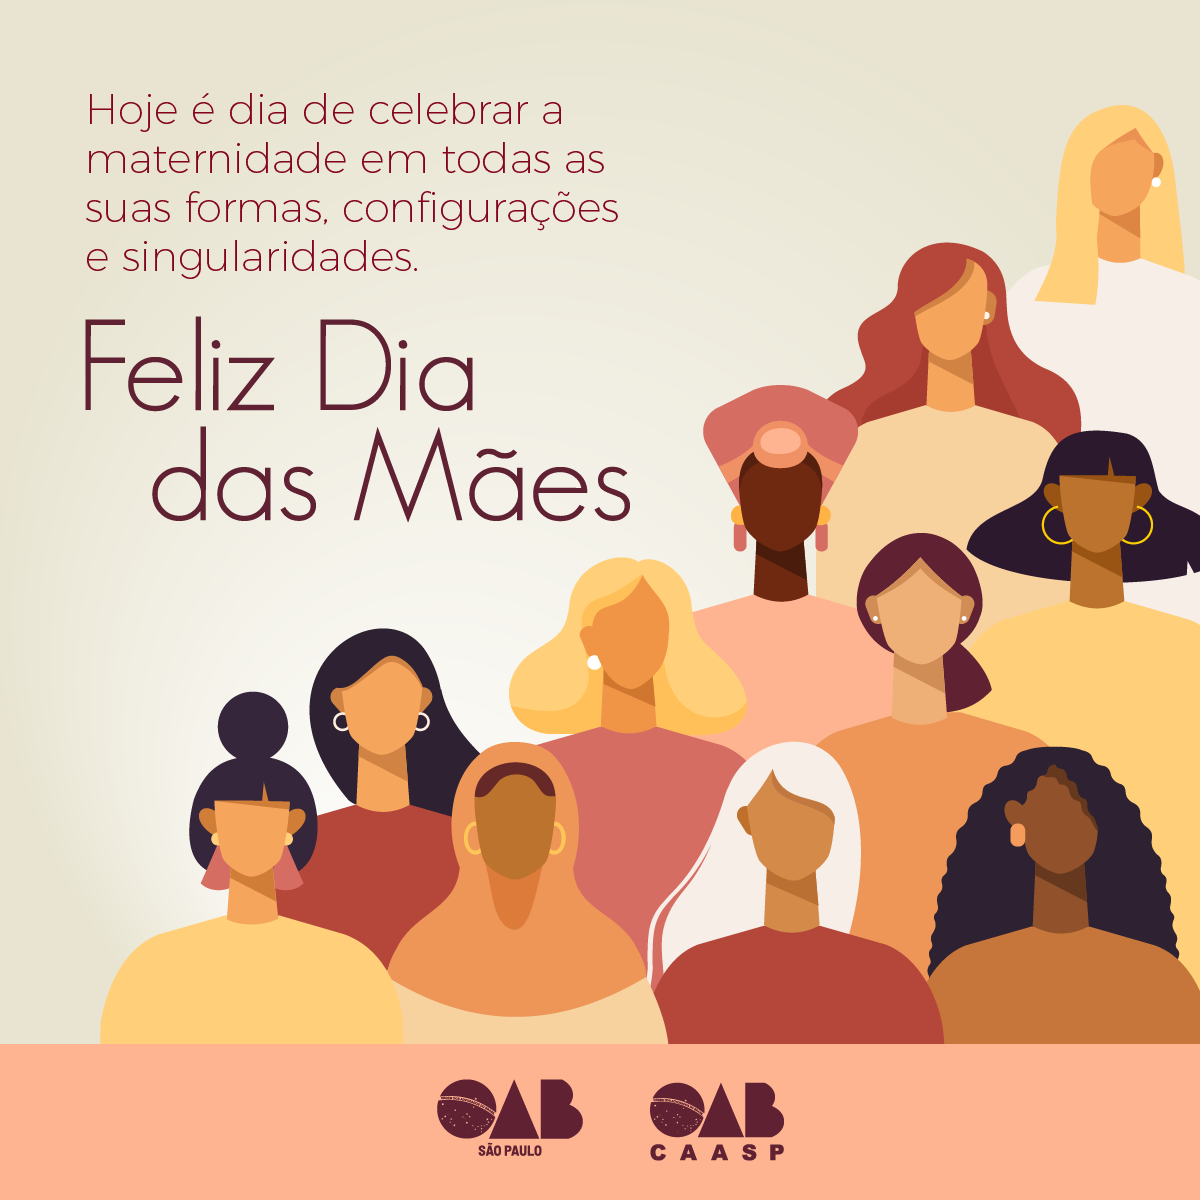 Hoje é dia de celebrar a
maternidade em todas as
suas formas, configurações
e singularidades.
Feliz Dia
das Mães
OAB
SÃO PAULO
OAB
CAASP